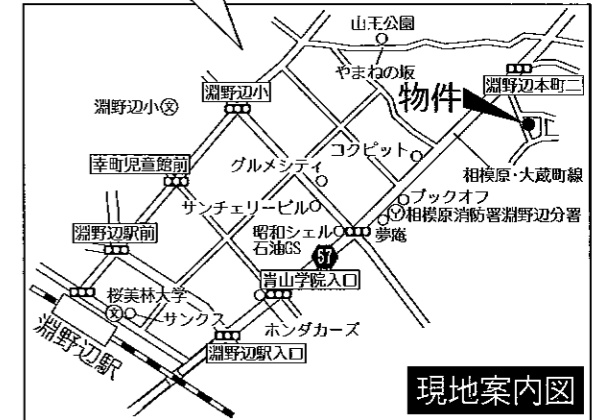 山王公園
やまねの坂
淵野辺本町二
淵野辺小
淵野辺小文
物件
コクピット
幸町児童館前
グルメシティ
相模原・大蔵町線
ブックオフ
サンチェリービル
Y相模原消防署淵野辺分署
昭和シェル
石油GS
夢庵
淵野辺駅前
57
青山学院入口
桜美林大学
文
サンクス
ホンダカーズ
淵野辺駅
淵野辺駅入口
現地案内図